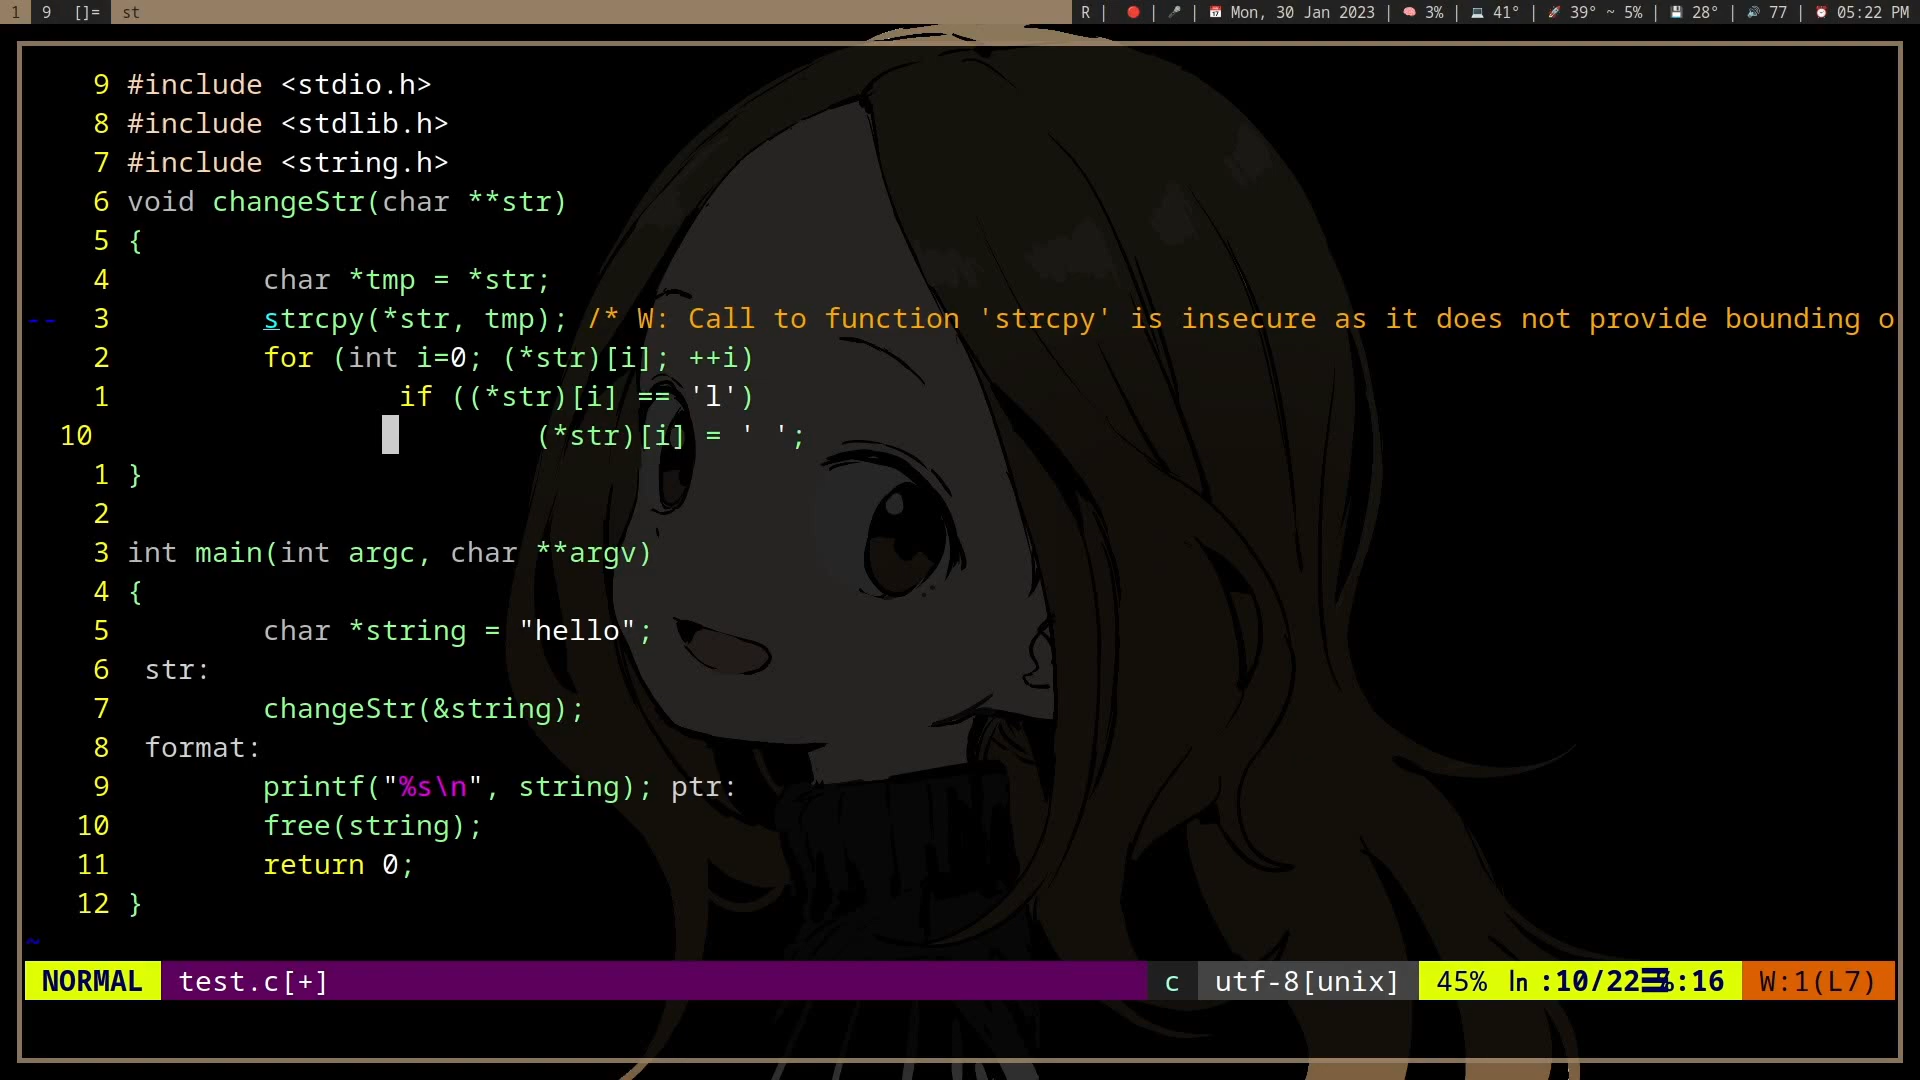 1 9 []= st R | 🔴 | 🎤 | 📅 Mon, 30 Jan 2023 | 🧠 3% | 💻 41° | 🚀 39° ~ 5% | 💾 28° | 🔊 77 | ⏰ 05:22 PM
9 #include <stdio.h>
8 #include <stdlib.h>
7 #include <string.h>
6 void changeStr(char **str)
5 {
4         char *tmp = *str;
-- 3         strcpy(*str, tmp); /* W: Call to function 'strcpy' is insecure as it does not provide bounding o
2         for (int i=0; (*str)[i]; ++i)
1                 if ((*str)[i] == 'l')
10                         (*str)[i] = ' ';
1 }
2
3 int main(int argc, char **argv)
4 {
5         char *string = "hello";
6  str:
7         changeStr(&string);
8  format:
9         printf("%s\n", string); ptr:
10         free(string);
11         return 0;
12 }
~
NORMAL test.c[+] c utf-8[unix] 45% ln :10/22☰℅:16 W:1(L7)